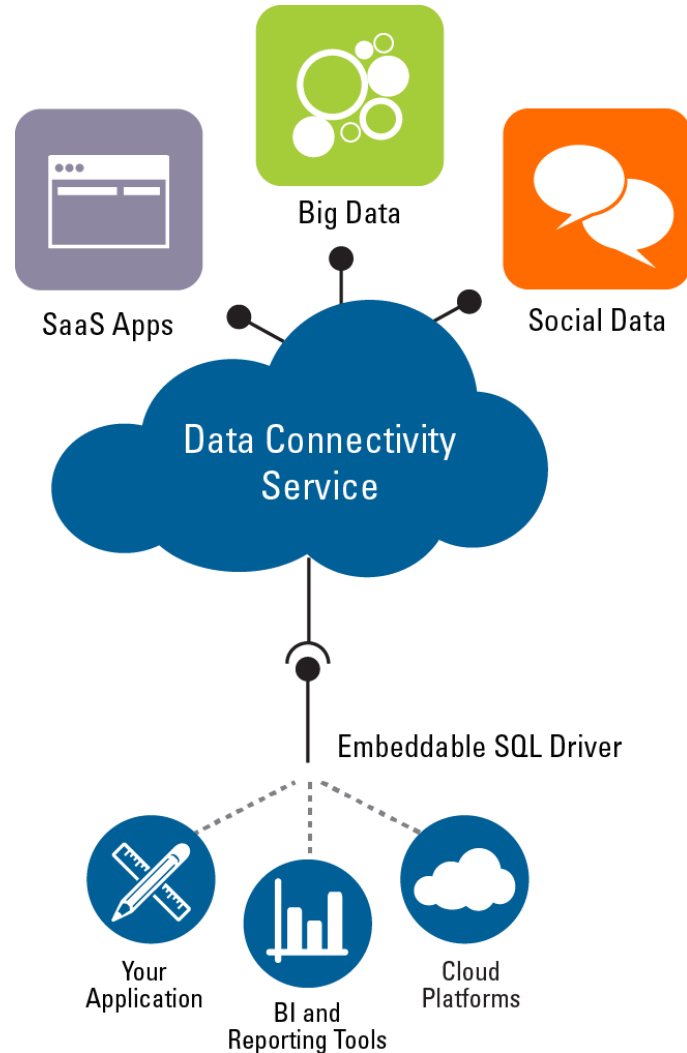 Big Data
SaaS Apps
Social Data
Data Connectivity
Service
Embeddable SQL Driver
Your
Application
BI and
Reporting Tools
Cloud
Platforms